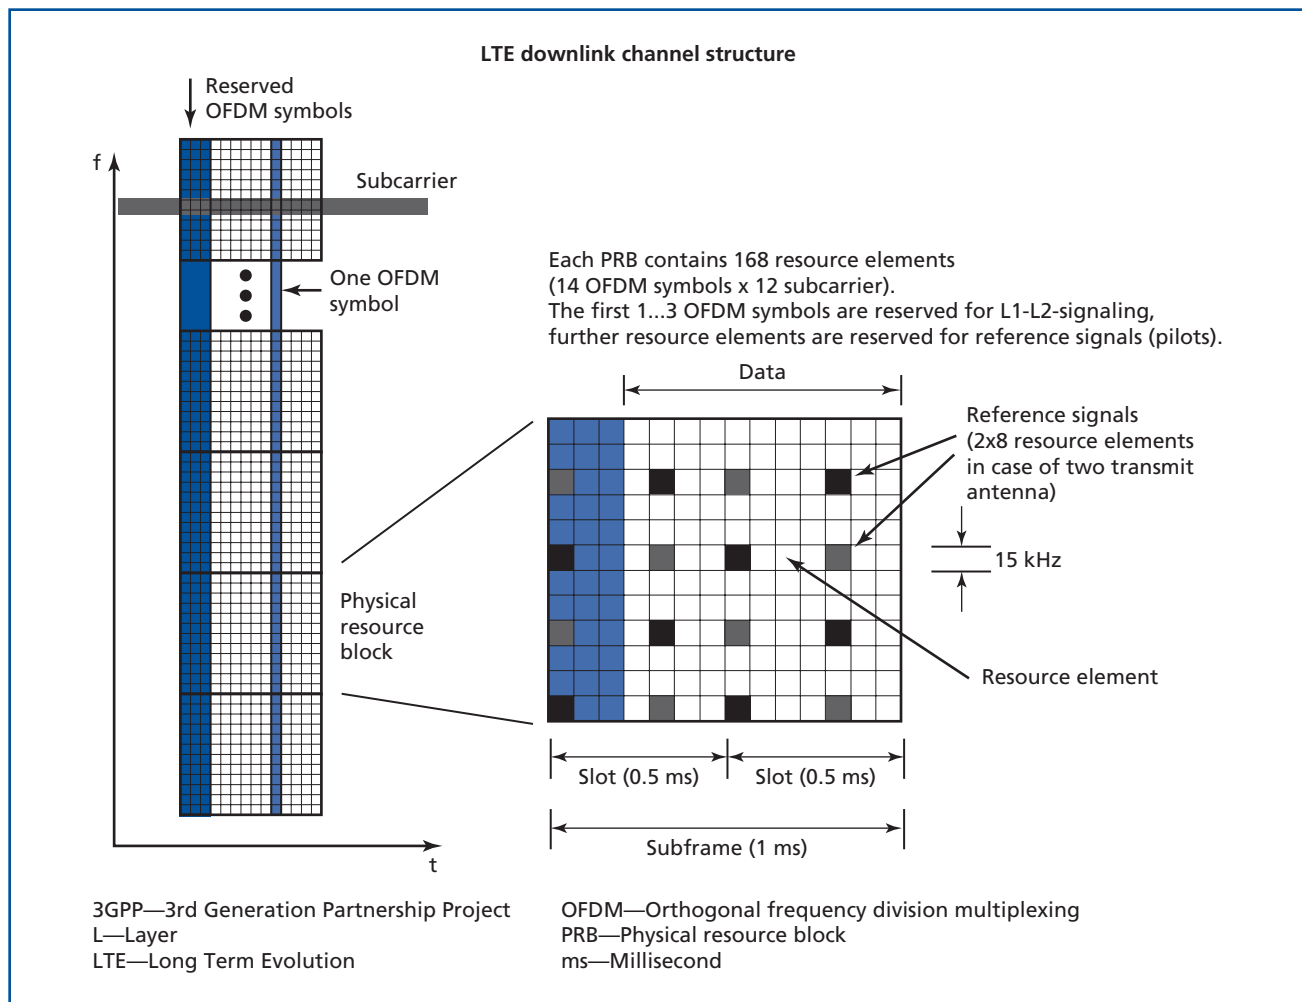 LTE downlink channel structure
Reserved
OFDM symbols
f
Subcarrier
One OFDM
symbol
Each PRB contains 168 resource elements
(14 OFDM symbols x 12 subcarrier).
The first 1...3 OFDM symbols are reserved for L1-L2-signaling,
further resource elements are reserved for reference signals (pilots).
Data
Reference signals
(2x8 resource elements
in case of two transmit
antenna)
15 kHz
Physical
resource
block
Resource element
Slot (0.5 ms)
Slot (0.5 ms)
Subframe (1 ms)
t
3GPP—3rd Generation Partnership Project
L—Layer
LTE—Long Term Evolution
OFDM—Orthogonal frequency division multiplexing
PRB—Physical resource block
ms—Millisecond